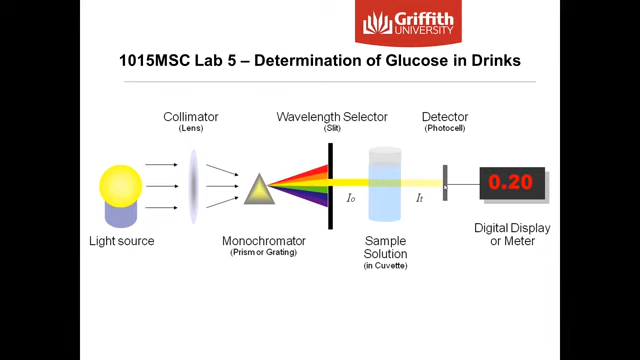 Griffith
UNIVERSITY
1015MSC Lab 5 – Determination of Glucose in Drinks
Collimator
(Lens)
Wavelength Selector
(Slit)
Detector
(Photocell)
0.20
Io
It
Light source
Monochromator
(Prism or Grating)
Sample
Solution
(in Cuvette)
Digital Display
or Meter